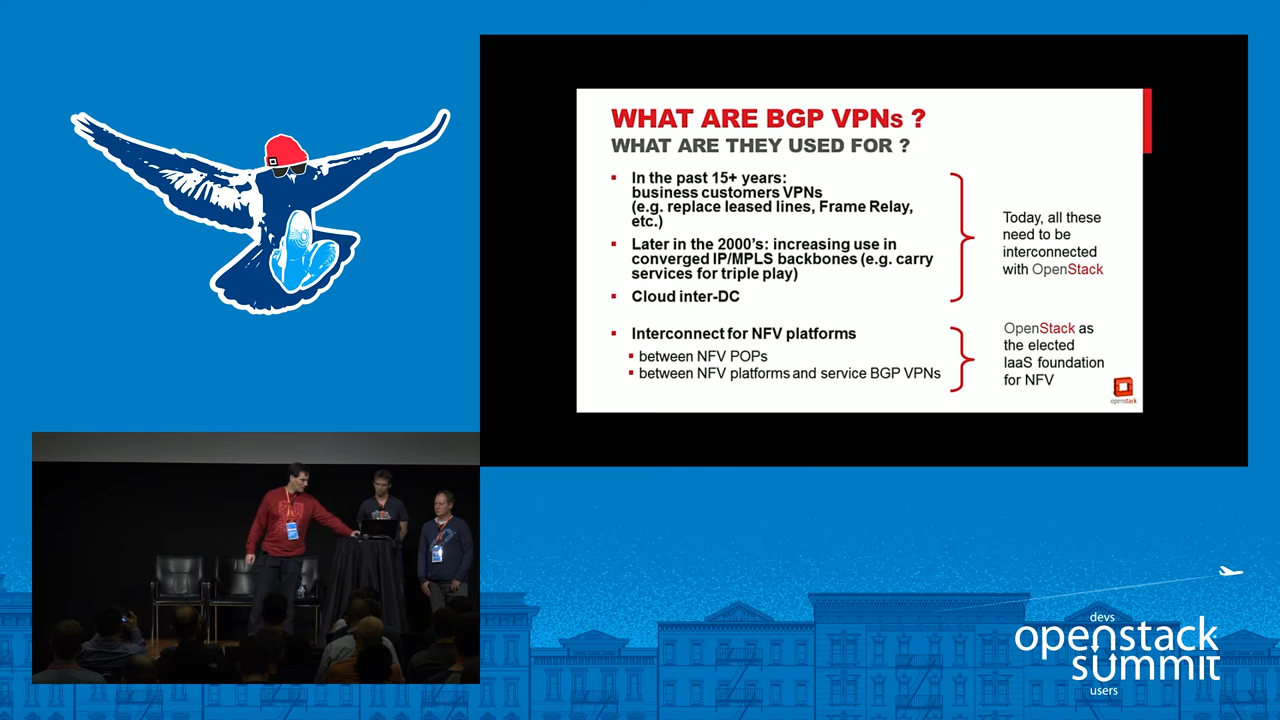 WHAT ARE BGP VPNs ?
WHAT ARE THEY USED FOR ?
In the past 15+ years:
business customers VPNs
(e.g. replace leased lines, Frame Relay,
etc.)
Later in the 2000's: increasing use in
converged IP/MPLS backbones (e.g. carry
services for triple play)
Cloud inter-DC
Today, all these
need to be
interconnected
with OpenStack
Interconnect for NFV platforms
between NFV POPs
between NFV platforms and service BGP VPNs
OpenStack as
the elected
IaaS foundation
for NFV
openstack
devs
openstack
summit
users